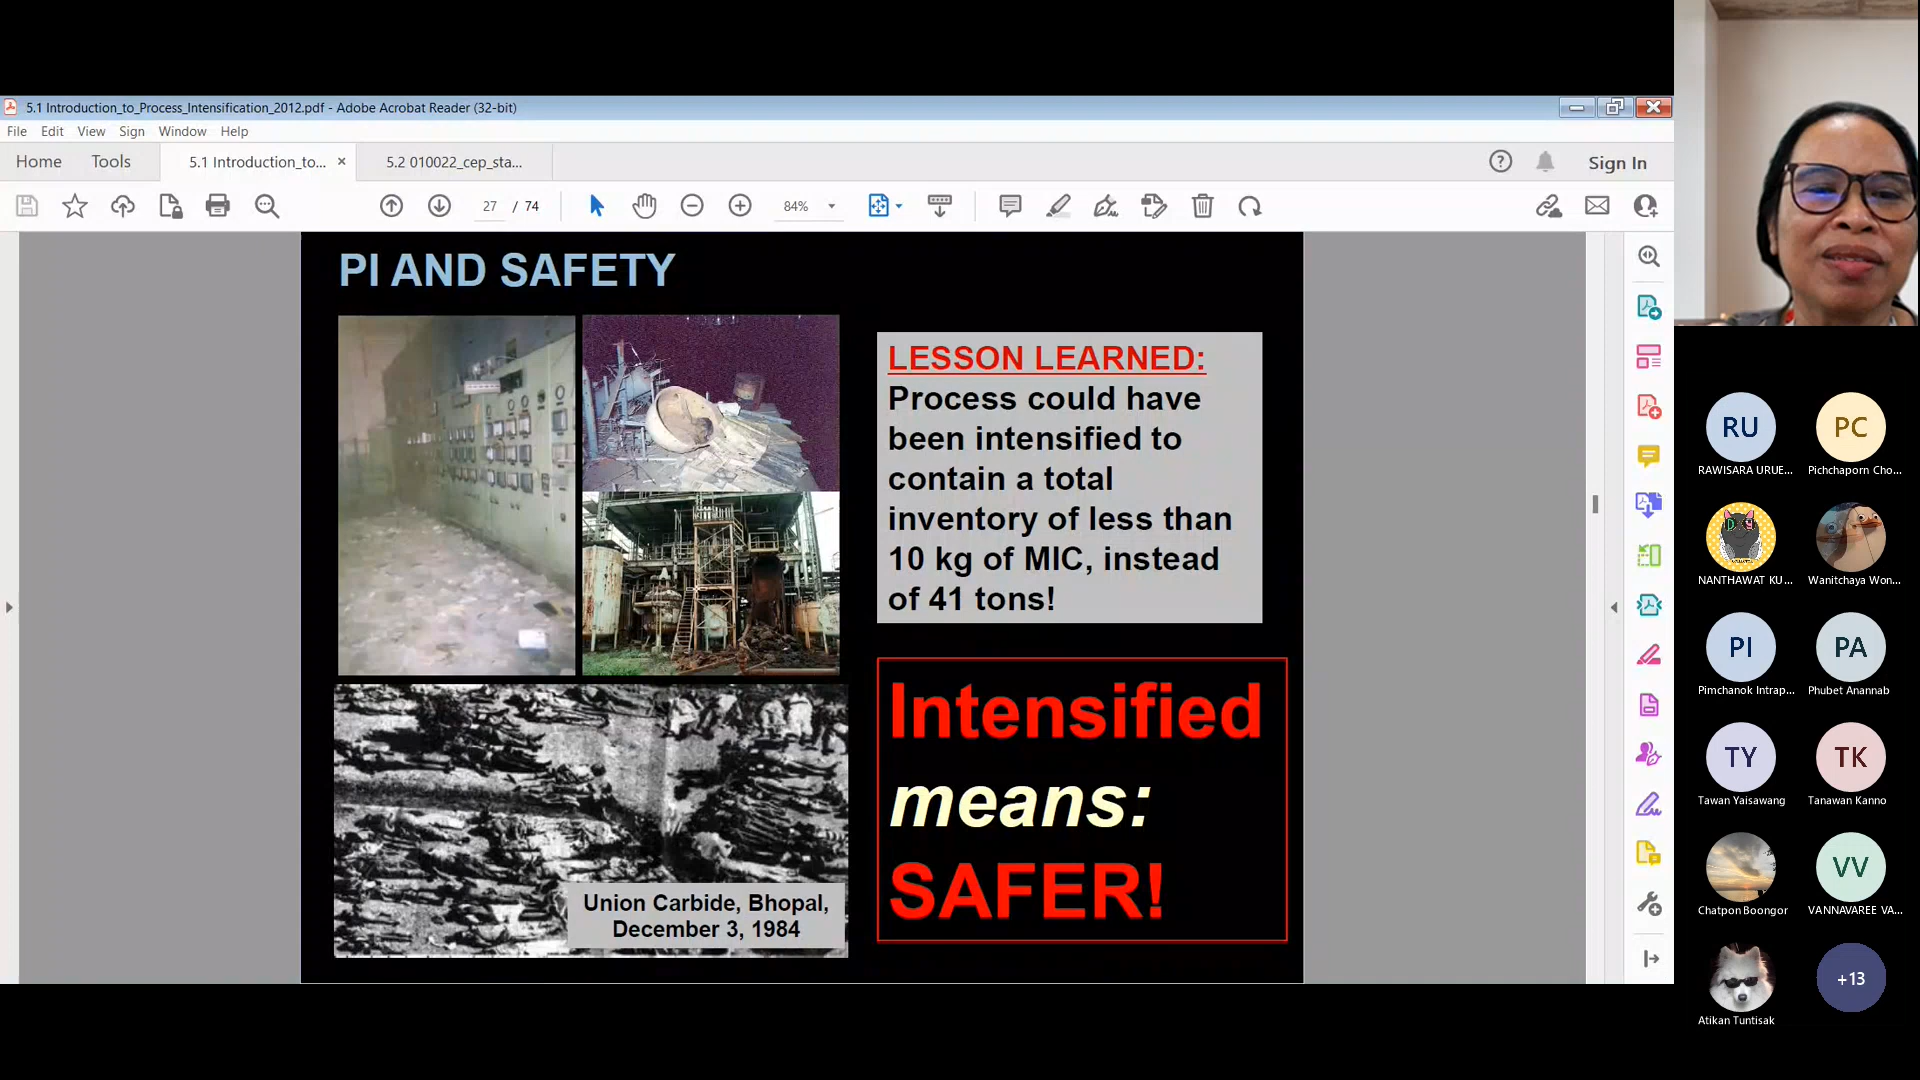 5.1 Introduction_to_Process_Intensification_2012.pdf - Adobe Acrobat Reader (32-bit)
File Edit View Sign Window Help
Home Tools 5.1 Introduction_to... × 5.2 010022_cep_sta... Sign In
27 / 74 84%
PI AND SAFETY
LESSON LEARNED:
Process could have
been intensified to
contain a total
inventory of less than
10 kg of MIC, instead
of 41 tons!
Intensified
means:
SAFER!
Union Carbide, Bhopal,
December 3, 1984
RU PC
RAWISARA URUE... Pichchaporn Cho...
NANTHAWAT KU... Wanitchaya Won...
PI PA
Pimchanok Intrap... Phubet Anannab
TY TK
Tawan Yaisawang Tanawan Kanno
VV
Chatpon Boongor VANNAVAREE VA...
+13
Atikan Tuntisak